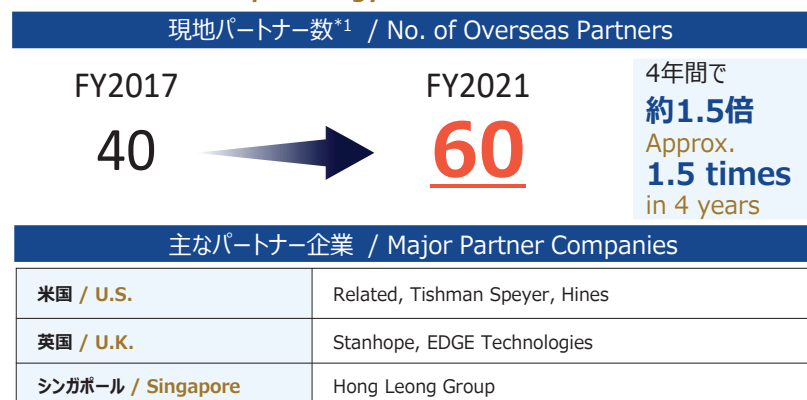 現地パートナー数*1 / No. of Overseas Partners
FY2017
FY2021
40
60
4年間で
約1.5倍
Approx.
1.5 times
in 4 years
主なパートナー企業 / Major Partner Companies
米国 / U.S.
Related, Tishman Speyer, Hines
英国 / U.K.
Stanhope, EDGE Technologies
シンガポール / Singapore
Hong Leong Group